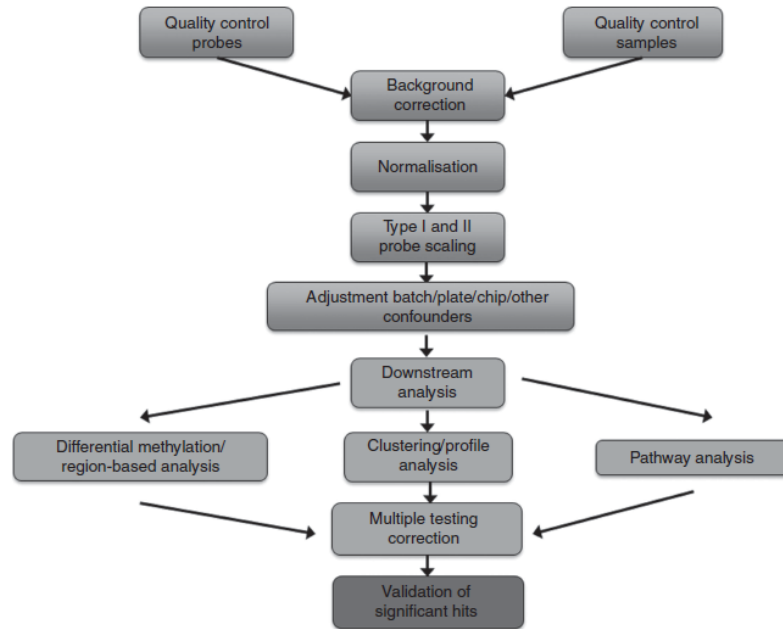 Quality control
probes
Quality control
samples
Background
correction
Normalisation
Type I and II
probe scaling
Adjustment batch/plate/chip/other
confounders
Downstream
analysis
Differential methylation/
region-based analysis
Clustering/profile
analysis
Pathway analysis
Multiple testing
correction
Validation of
significant hits